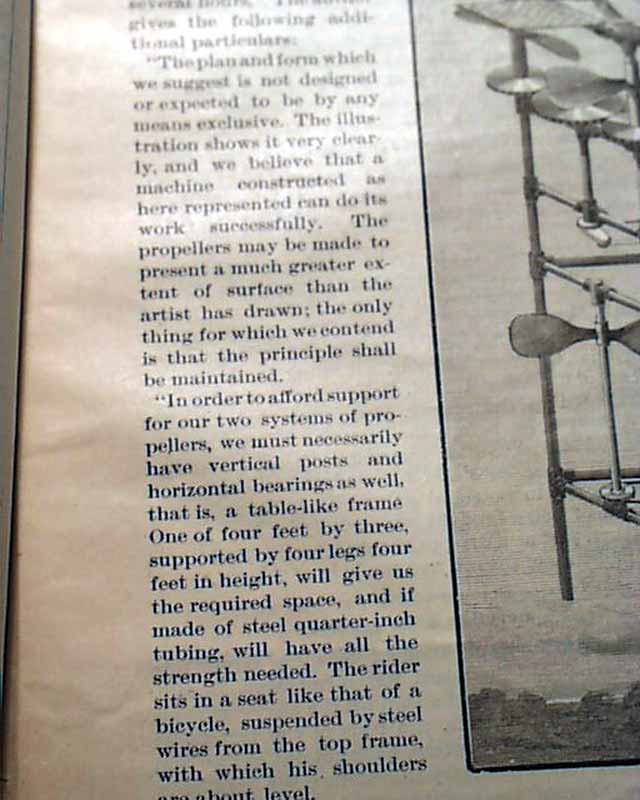 several hours. The author
gives the following addi-
tional particulars:
"The plan and form which
we suggest is not designed
or expected to be by any
means exclusive. The illus-
tration shows it very clear-
ly, and we believe that a
machine constructed as
here represented can do its
work successfully. The
propellers may be made to
present a much greater ex-
tent of surface than the
artist has drawn; the only
thing for which we contend
is that the principle shall
be maintained.
"In order to afford support
for our two systems of pro-
pellers, we must necessarily
have vertical posts and
horizontal bearings as well,
that is, a table-like frame
One of four feet by three,
supported by four legs four
feet in height, will give us
the required space, and if
made of steel quarter-inch
tubing, will have all the
strength needed. The rider
sits in a seat like that of a
bicycle, suspended by steel
wires from the top frame,
with which his shoulders
are about level.